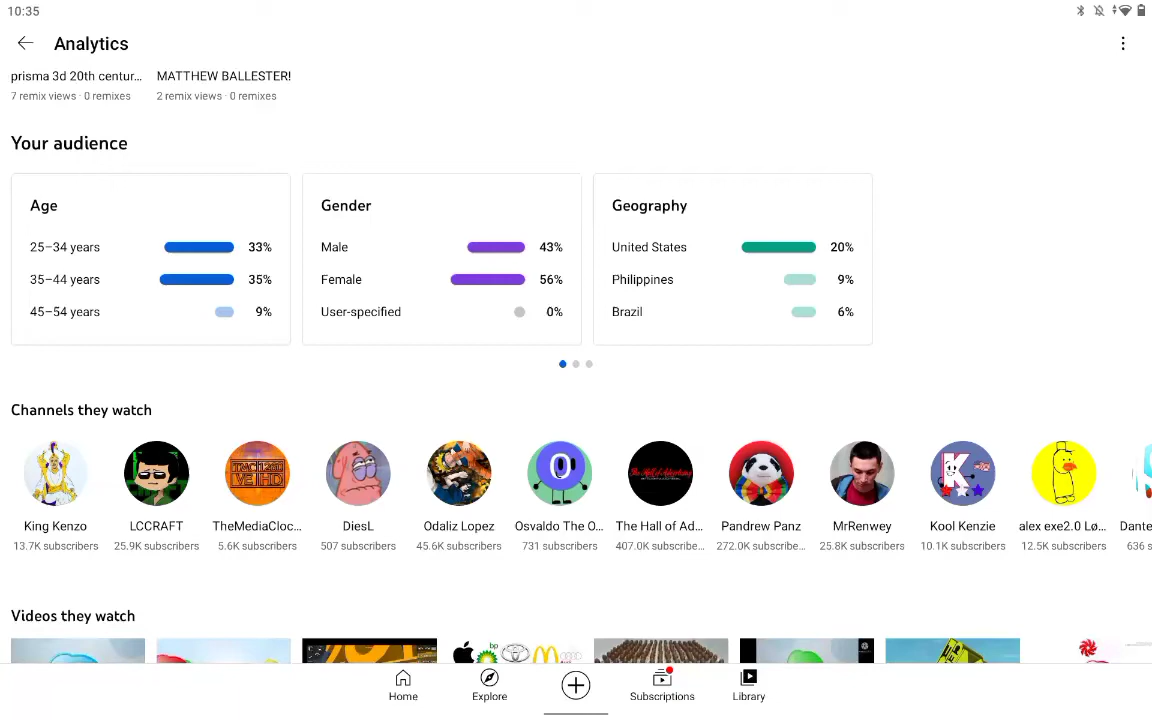 10:35
Analytics
prisma 3d 20th centur... MATTHEW BALLESTER!
7 remix views · 0 remixes 2 remix views · 0 remixes
Your audience
Age
25–34 years 33%
35–44 years 35%
45–54 years 9%
Gender
Male 43%
Female 56%
User-specified 0%
Geography
United States 20%
Philippines 9%
Brazil 6%
Channels they watch
King Kenzo LCCRAFT TheMediaCloc... DiesL Odaliz Lopez Osvaldo The O... The Hall of Ad... Pandrew Panz MrRenwey Kool Kenzie alex exe2.0 Lø... Dante
13.7K subscribers 25.9K subscribers 5.6K subscribers 507 subscribers 45.6K subscribers 731 subscribers 407.0K subscribe... 272.0K subscribe... 25.8K subscribers 10.1K subscribers 12.5K subscribers 636 s
Videos they watch
Home Explore Subscriptions Library